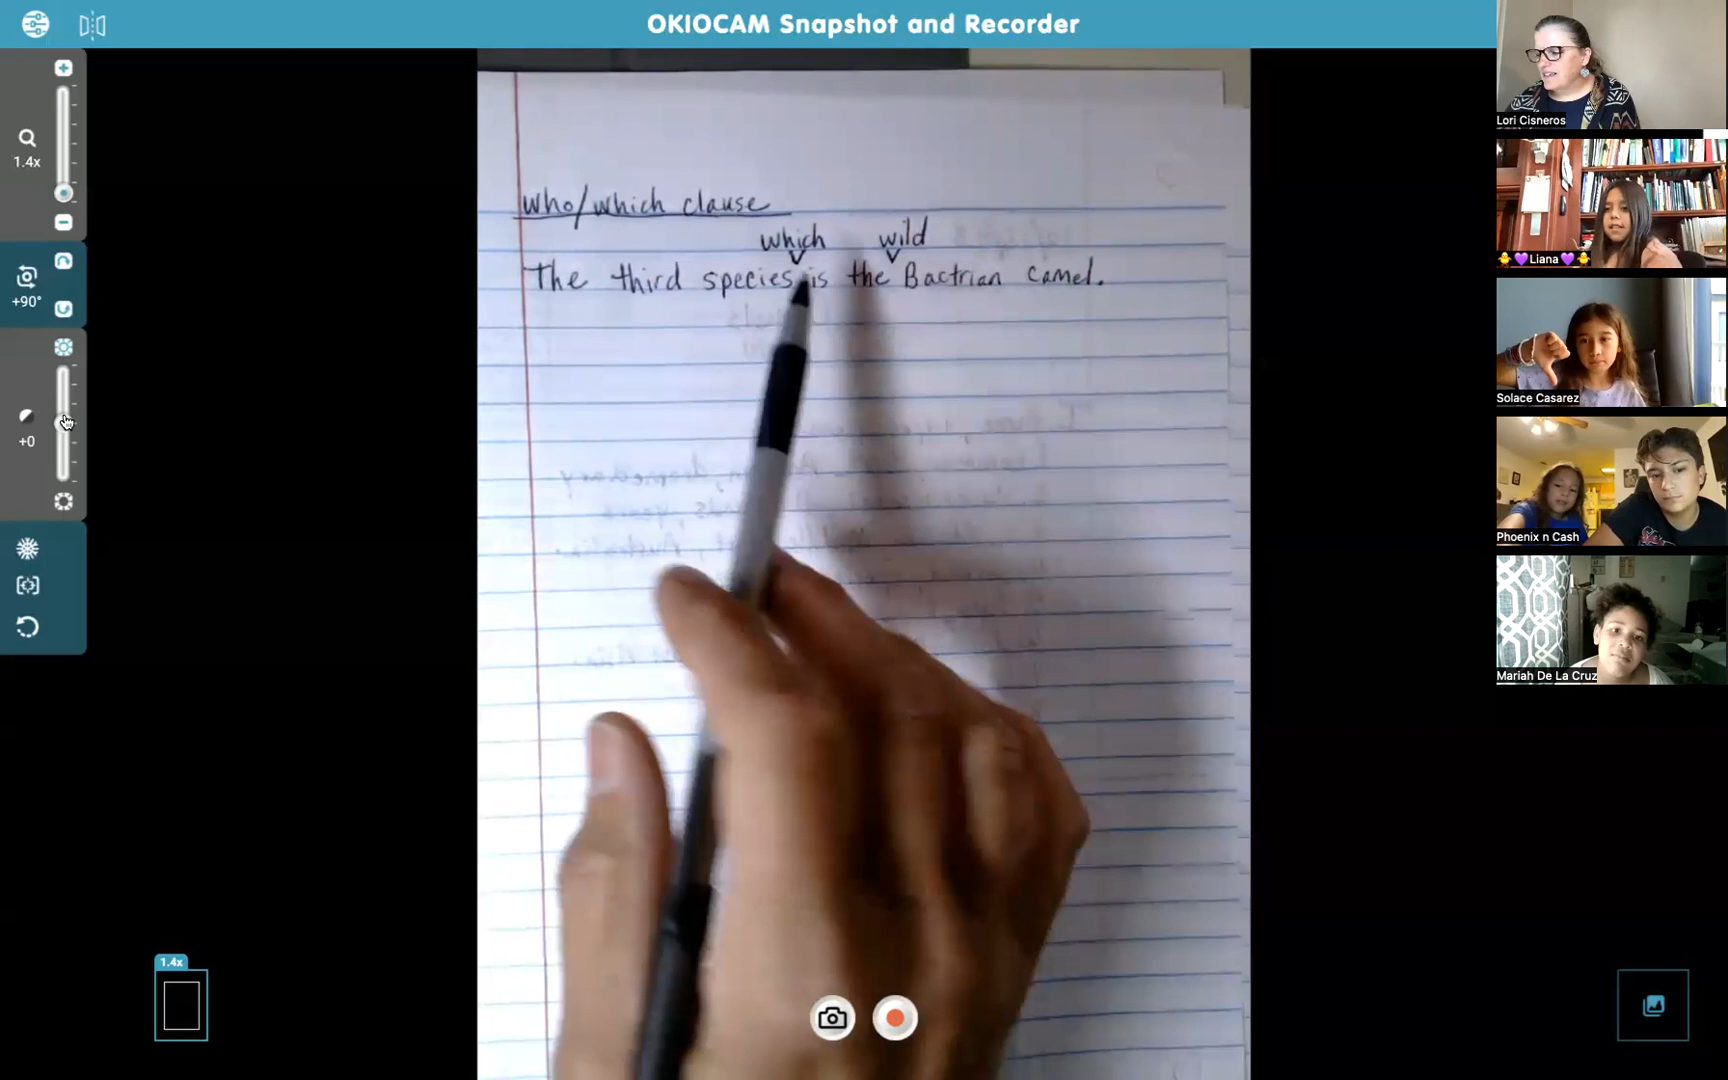 OKIOCAM Snapshot and Recorder
1.4x
+90°
+0
1.4x
who/which clause
which wild
The third species is the Bactrian camel.
Lori Cisneros
Liana
Solace Casarez
Phoenix n Cash
Mariah De La Cruz